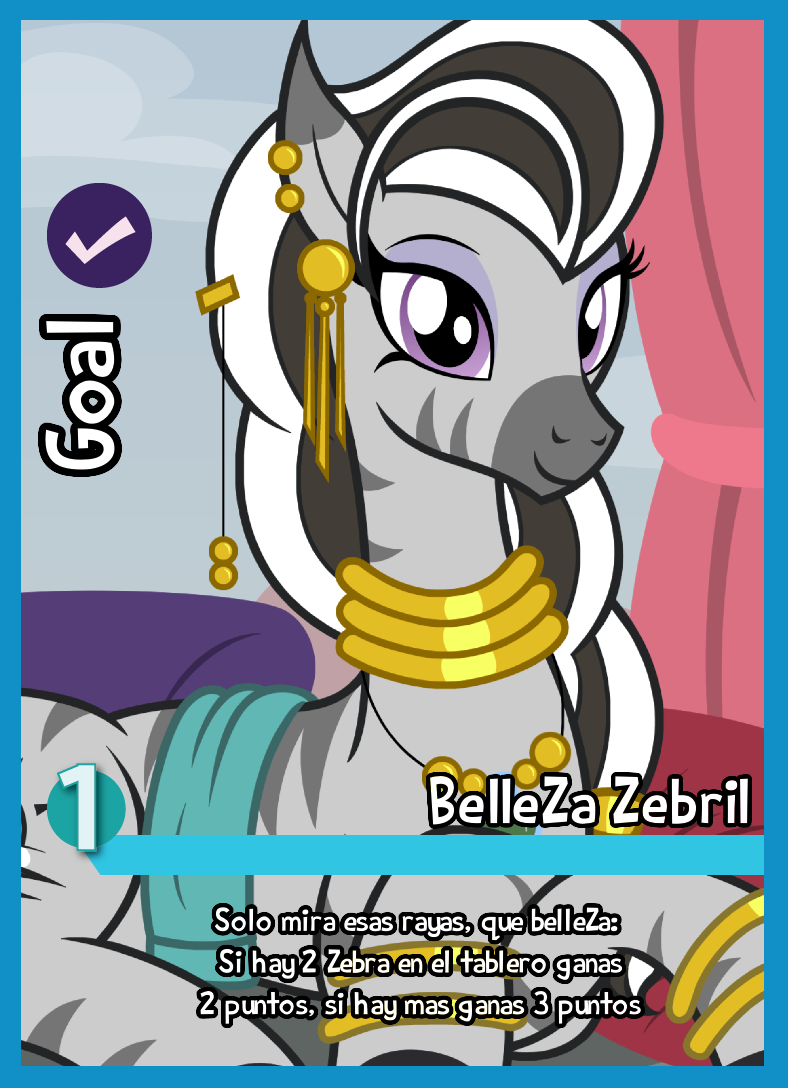 Goal
1
BelleZa Zebril
Solo mira esas rayas, que belleZa:
Si hay 2 Zebra en el tablero ganas
2 puntos, si hay mas ganas 3 puntos